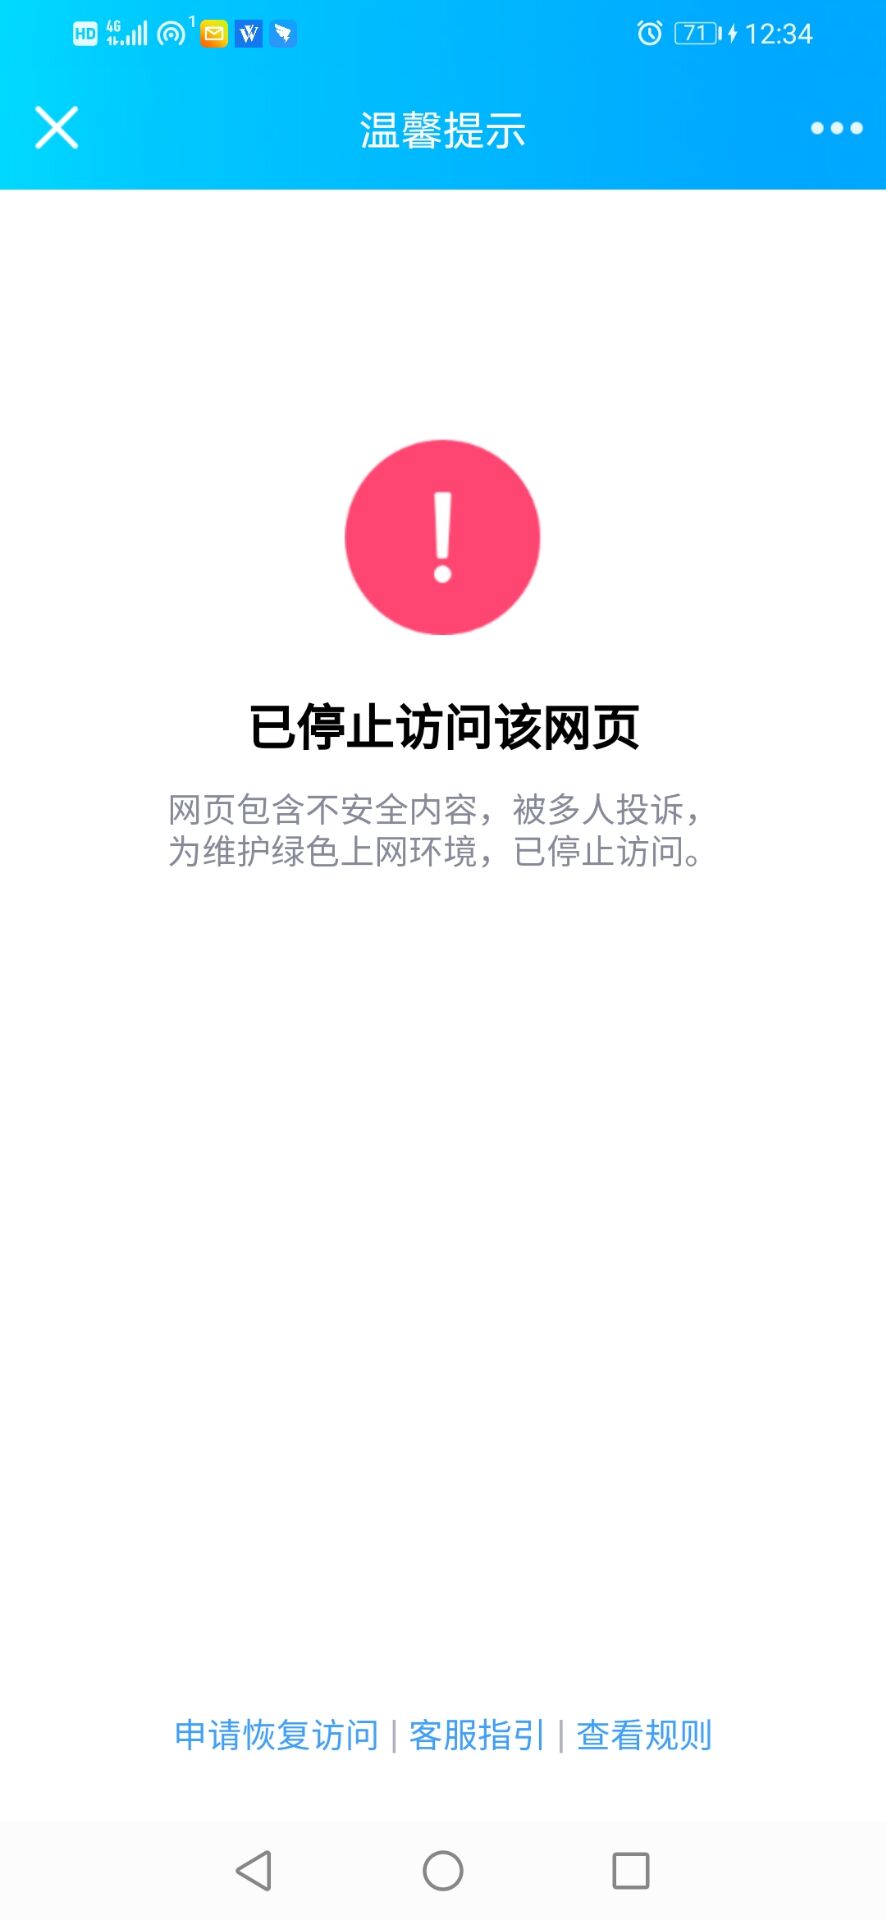 HD 4G 1 W 71 12:34
温馨提示
已停止访问该网页
网页包含不安全内容，被多人投诉，
为维护绿色上网环境，已停止访问。
申请恢复访问 | 客服指引 | 查看规则